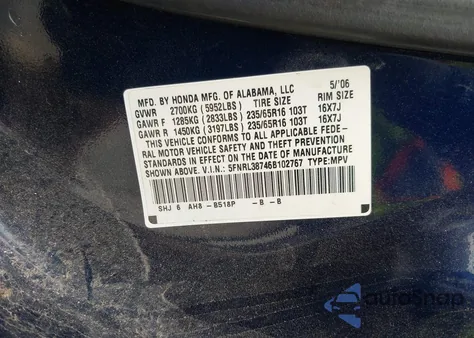 MFD. BY HONDA MFG. OF ALABAMA, LLC 5/'06
GVWR 2700KG (5952LBS) TIRE SIZE RIM SIZE
GAWR F 1285KG (2833LBS) 235/65R16 103T 16X7J
GAWR R 1450KG (3197LBS) 235/65R16 103T 16X7J
THIS VEHICLE CONFORMS TO ALL APPLICABLE FEDE-
RAL MOTOR VEHICLE SAFETY AND THEFT PREVENTION
STANDARDS IN EFFECT ON THE DATE OF MANUFACTURE
SHOWN ABOVE. V.I.N.: 5FNRL38746B102767 TYPE:MPV
SHJ 6 AH8 -B518P -B -B
AutoSnap